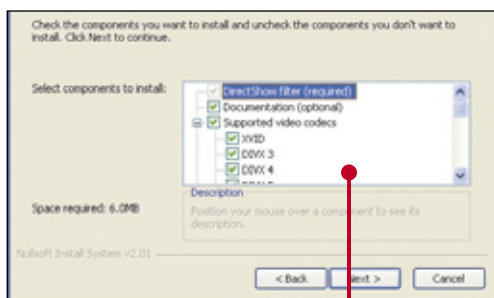 Check the components you want to install and uncheck the components you don't want to
install. Click Next to continue.
Select components to install:
DirectShow filter (required)
Documentation (optional)
Supported video codecs
XVID
DIVX 3
DIVX 4
Description
Space required: 6.0MB
Position your mouse over a component to see its
description.
Nullsoft Install System v2.01
< Back
Next >
Cancel